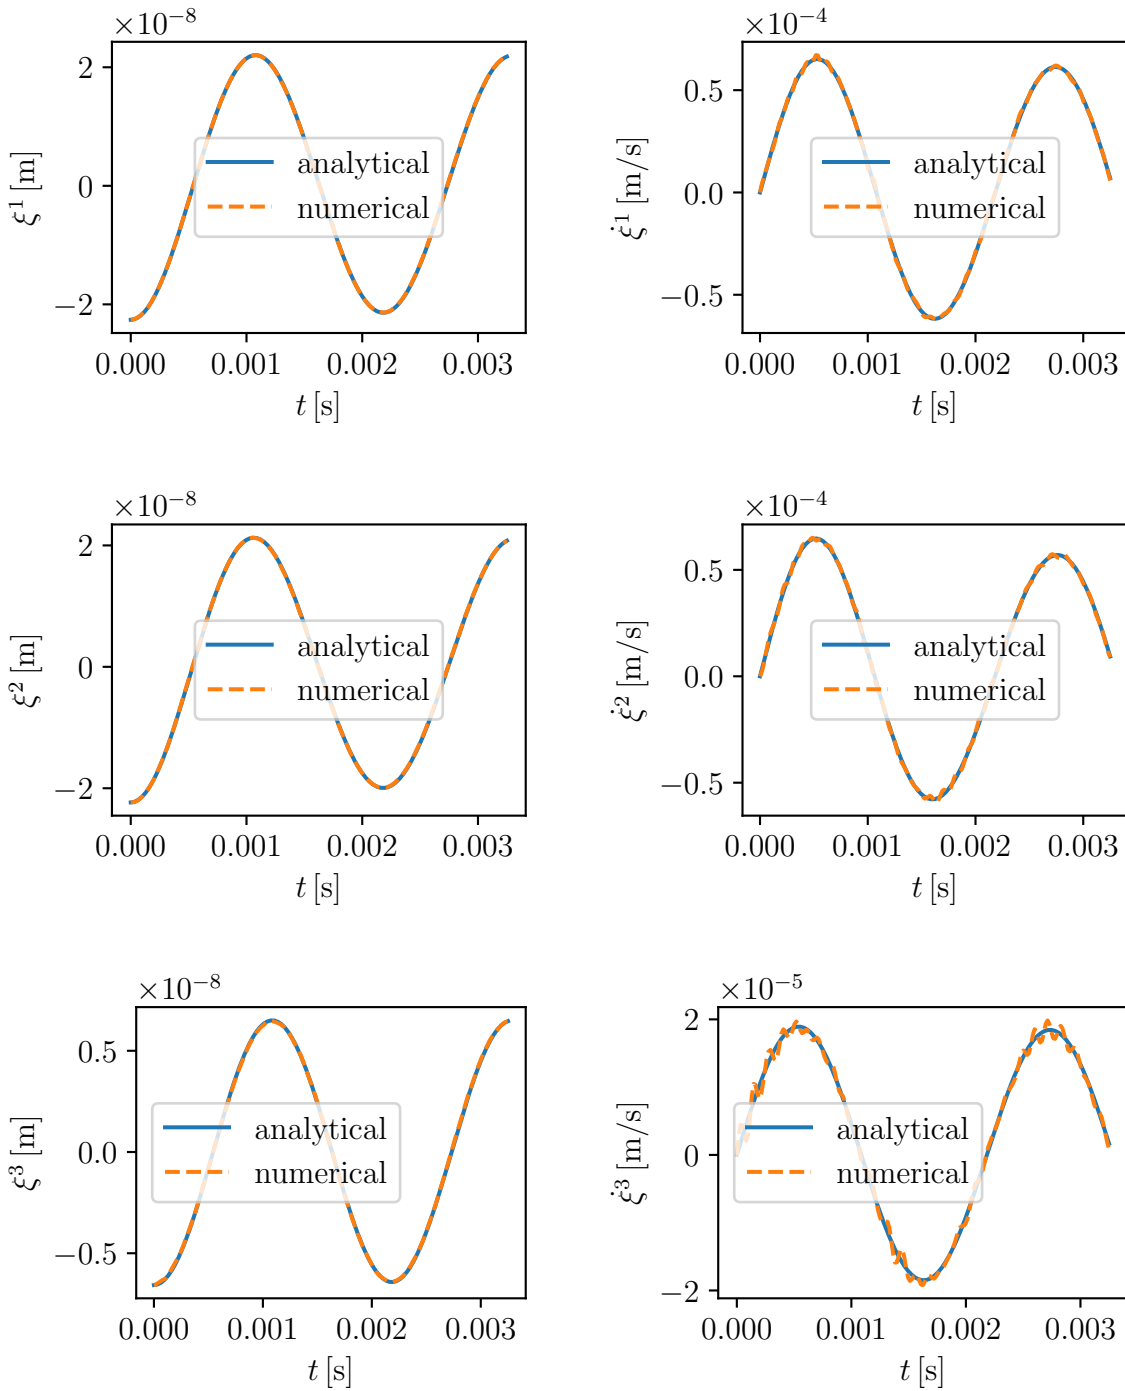 ×10⁻⁸
ξ¹ [m]
2
0
−2
analytical
numerical
0.000 0.001 0.002 0.003
t [s]
×10⁻⁴
ξ̇¹ [m/s]
0.5
0.0
−0.5
analytical
numerical
0.000 0.001 0.002 0.003
t [s]
×10⁻⁸
ξ² [m]
2
0
−2
analytical
numerical
0.000 0.001 0.002 0.003
t [s]
×10⁻⁴
ξ̇² [m/s]
0.5
0.0
−0.5
analytical
numerical
0.000 0.001 0.002 0.003
t [s]
×10⁻⁸
ξ³ [m]
0.5
0.0
−0.5
analytical
numerical
0.000 0.001 0.002 0.003
t [s]
×10⁻⁵
ξ̇³ [m/s]
2
0
−2
analytical
numerical
0.000 0.001 0.002 0.003
t [s]